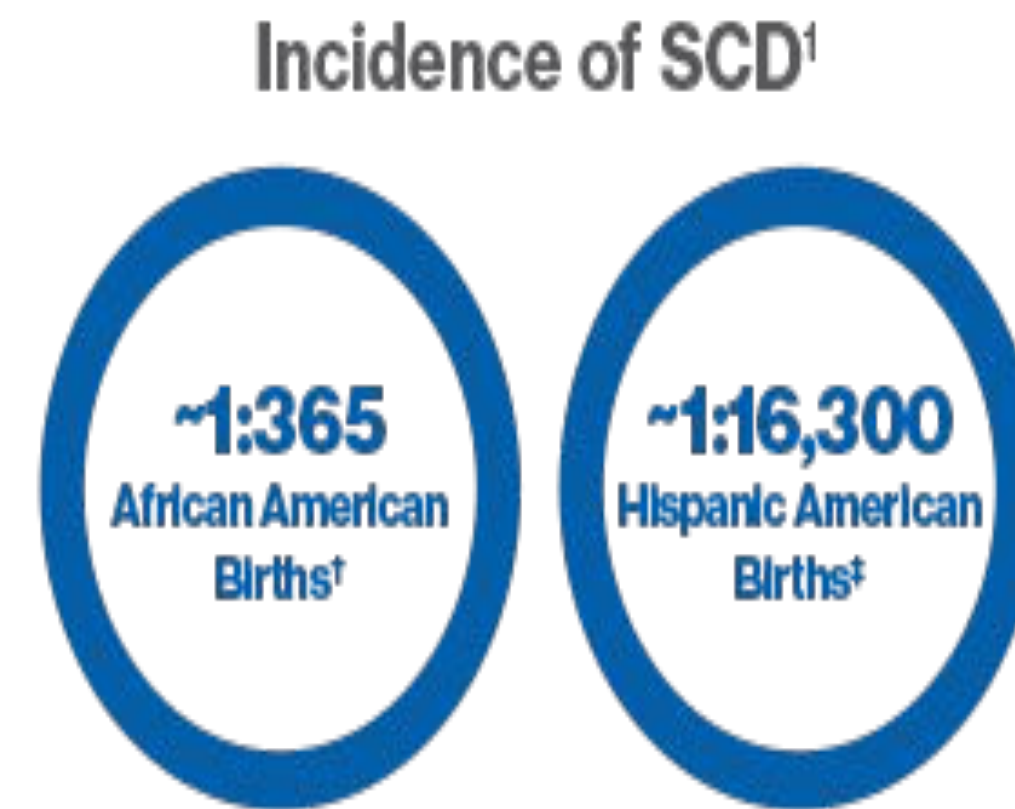 Incidence of SCD¹
~1:365
African American
Births†
~1:16,300
Hispanic American
Births‡